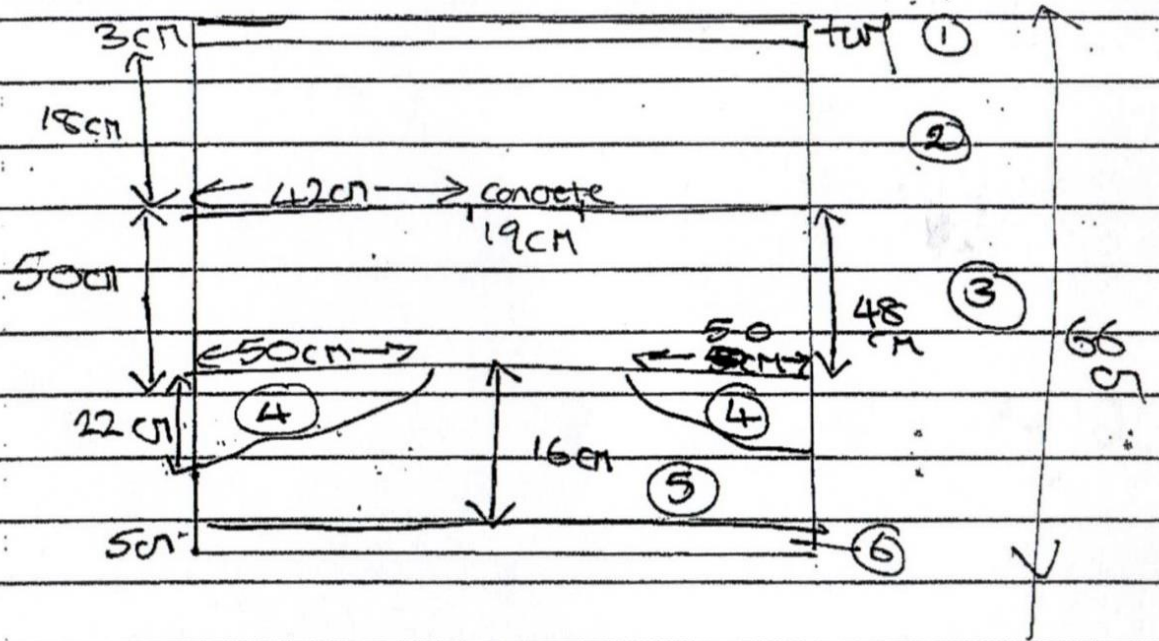 3cm turf ①
18cm ②
42cm concrete
19cm
50cm ③
48
cm
50
50cm 66
cm
④ ④
22cm
16cm
⑤
5cm ⑥